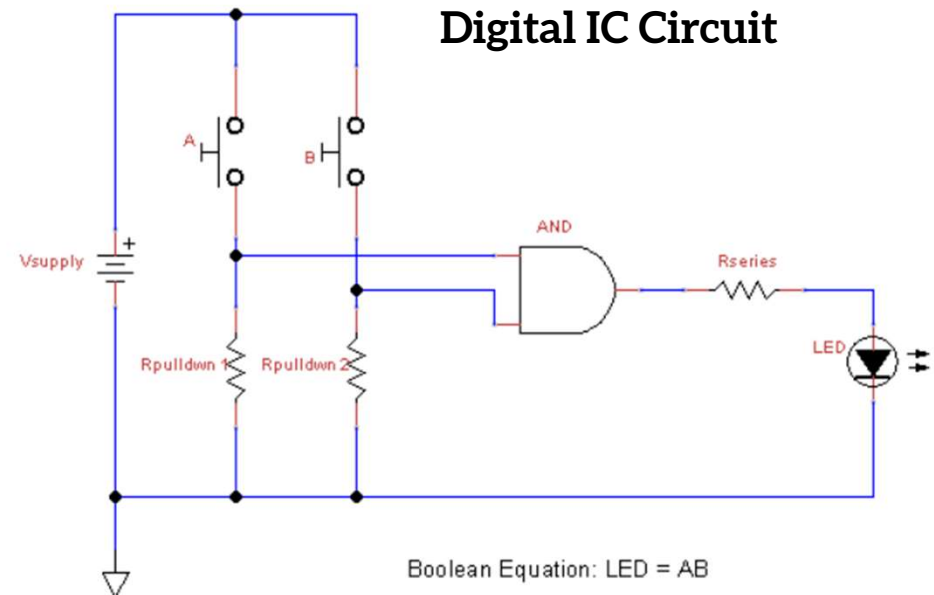 Digital IC Circuit
A
B
AND
+
Vsupply
Rseries
LED
Rpulldwn 1
Rpulldwn 2
Boolean Equation: LED = AB